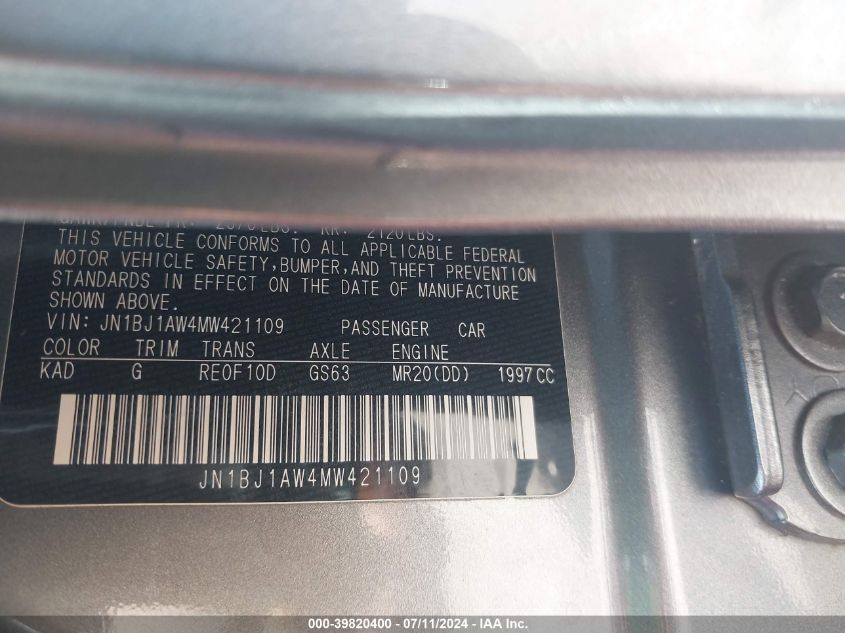 2120LBS.
THIS VEHICLE CONFORMS TO ALL APPLICABLE FEDERAL
MOTOR VEHICLE SAFETY,BUMPER,AND THEFT PREVENTION
STANDARDS IN EFFECT ON THE DATE OF MANUFACTURE
SHOWN ABOVE.
VIN: JN1BJ1AW4MW421109 PASSENGER CAR
COLOR TRIM TRANS AXLE ENGINE
KAD G RE0F10D GS63 MR20(DD) 1997CC
JN1BJ1AW4MW421109
000-39820400 - 07/11/2024 - IAA Inc.